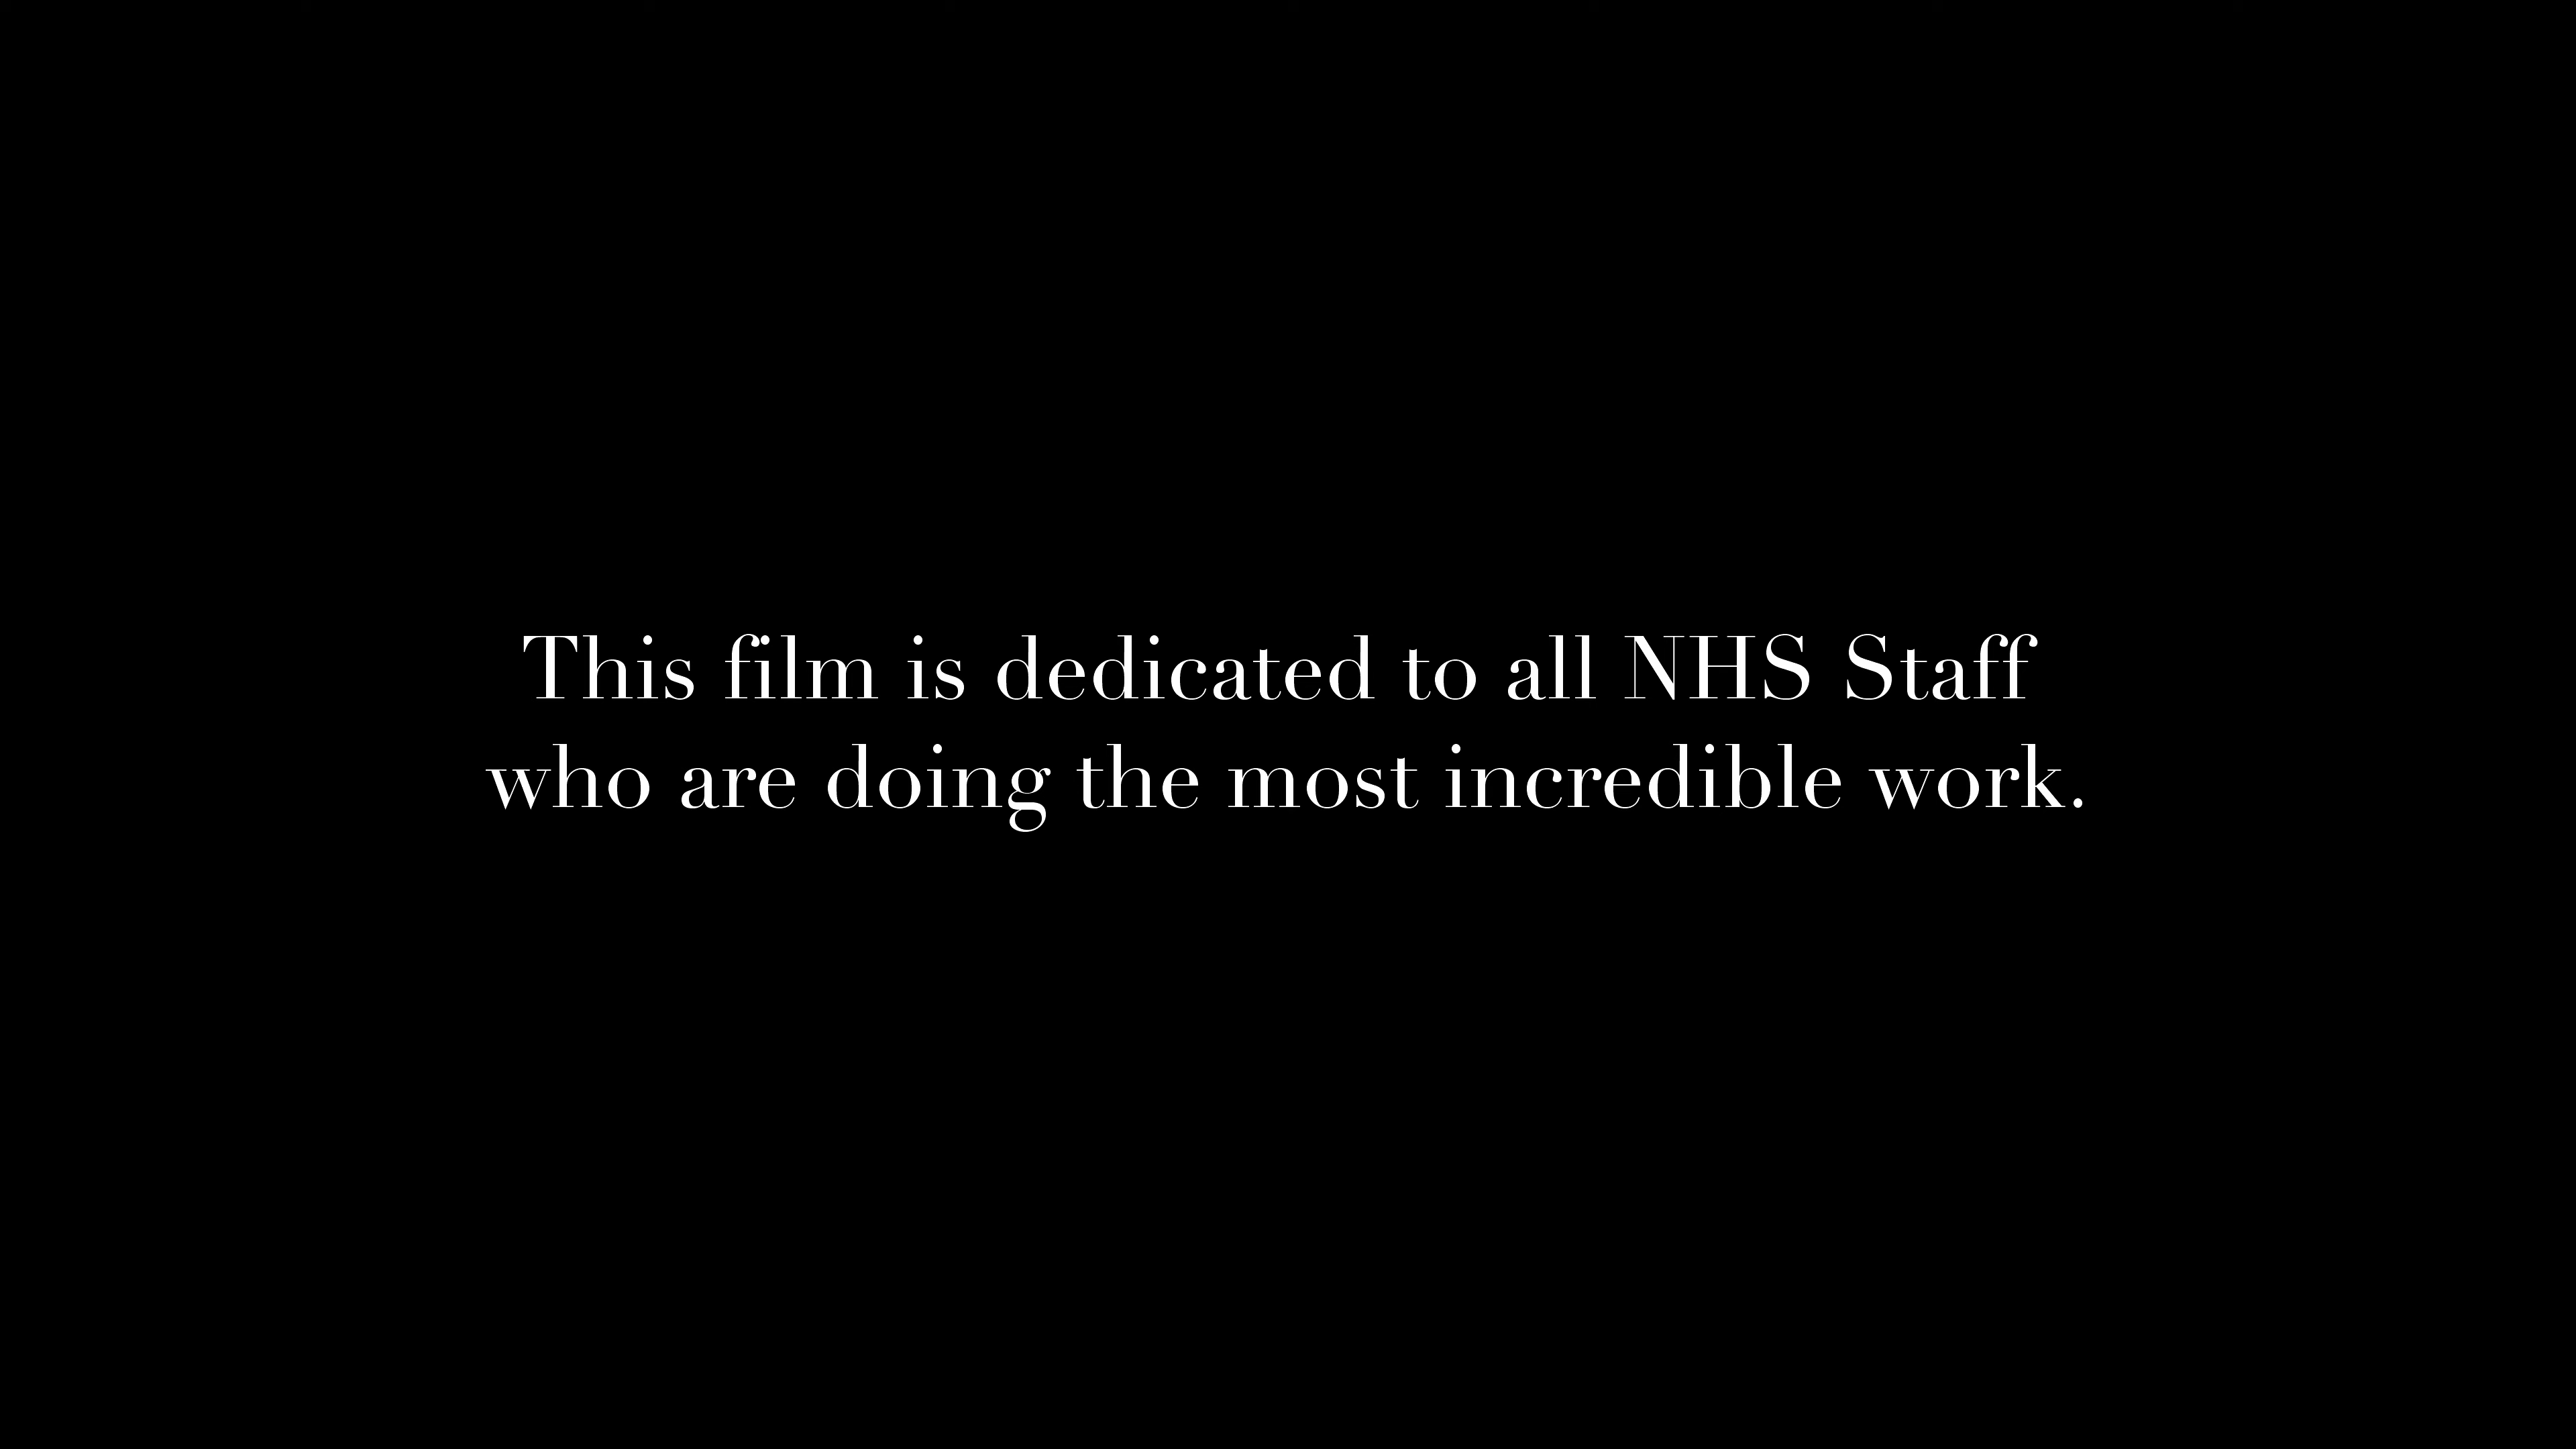 This film is dedicated to all NHS Staff
who are doing the most incredible work.